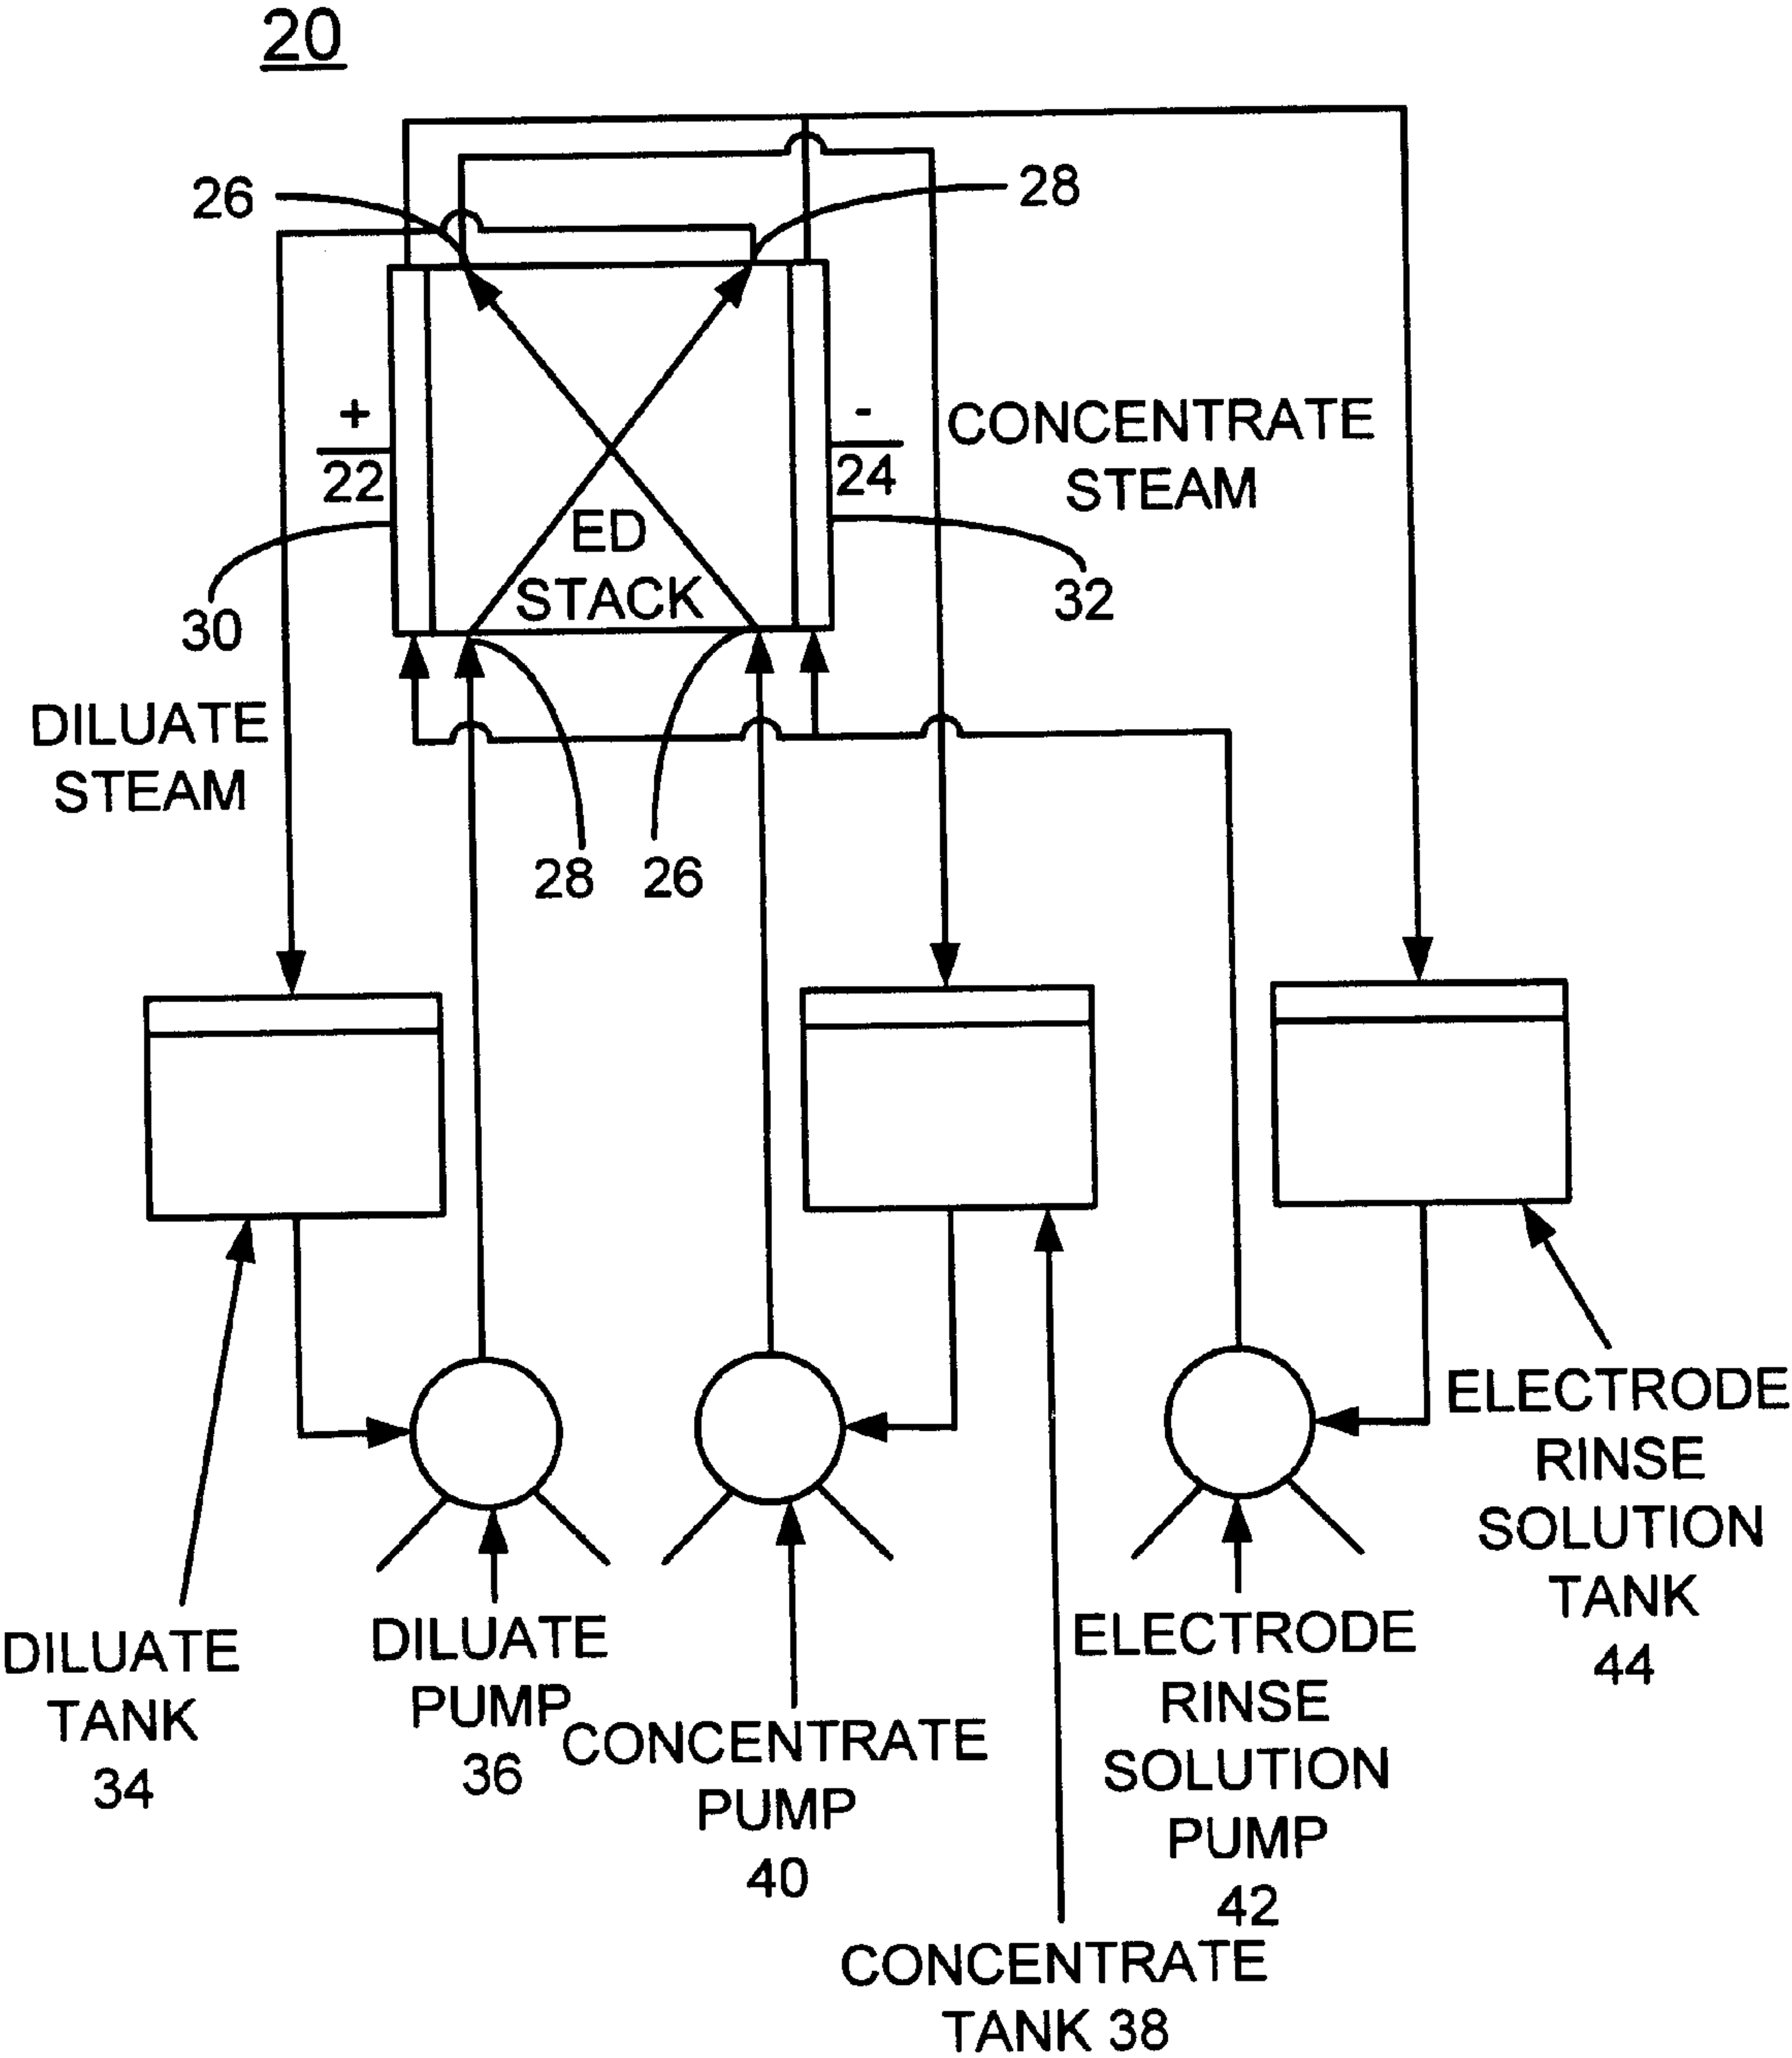 20
26
28
+
22
-
24
CONCENTRATE
STEAM
ED
STACK
30
32
DILUATE
STEAM
28
26
ELECTRODE
RINSE
SOLUTION
TANK
44
DILUATE
TANK
34
DILUATE
PUMP
36
CONCENTRATE
PUMP
40
ELECTRODE
RINSE
SOLUTION
PUMP
42
CONCENTRATE
TANK 38